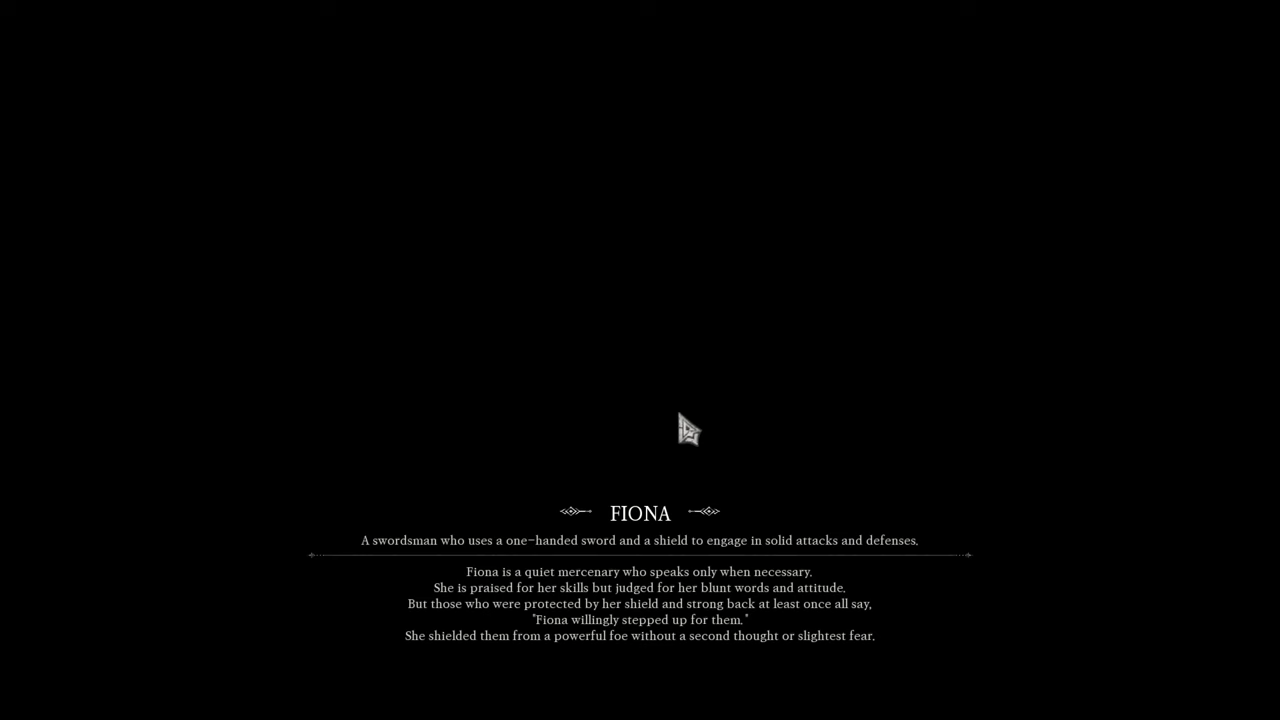 FIONA
A swordsman who uses a one-handed sword and a shield to engage in solid attacks and defenses.
Fiona is a quiet mercenary who speaks only when necessary.
She is praised for her skills but judged for her blunt words and attitude.
But those who were protected by her shield and strong back at least once all say,
"Fiona willingly stepped up for them."
She shielded them from a powerful foe without a second thought or slightest fear.